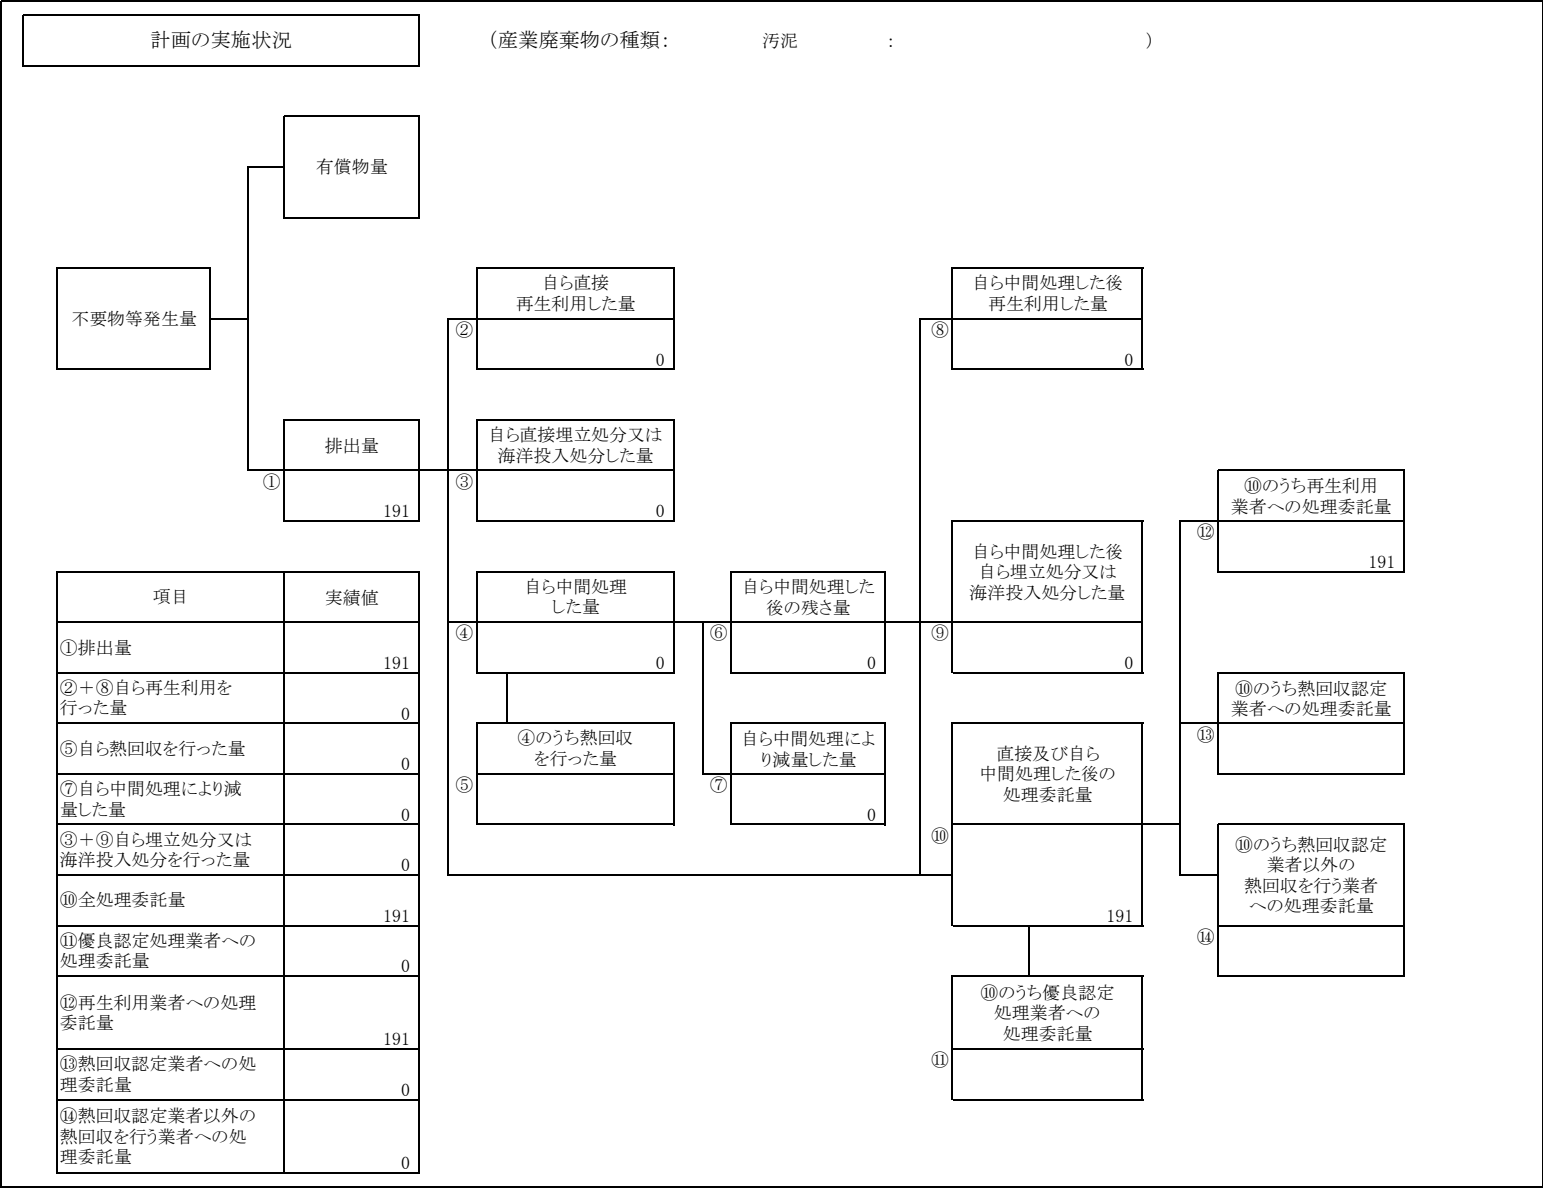 計画の実施状況
（産業廃棄物の種類： 汚泥 ： ）
有償物量
不要物等発生量
自ら直接
再生利用した量
②
0
自ら中間処理した後
再生利用した量
⑧
0
排出量
①
191
自ら直接埋立処分又は
海洋投入処分した量
③
0
⑩のうち再生利用
業者への処理委託量
⑫
191
自ら中間処理
した量
④
0
自ら中間処理した
後の残さ量
⑥
0
自ら中間処理した後
自ら埋立処分又は
海洋投入処分した量
⑨
0
④のうち熱回収
を行った量
⑤
自ら中間処理によ
り減量した量
⑦
0
直接及び自ら
中間処理した後の
処理委託量
⑩
191
⑩のうち熱回収認定
業者への処理委託量
⑬
⑩のうち熱回収認定
業者以外の
熱回収を行う業者
への処理委託量
⑭
⑩のうち優良認定
処理業者への
処理委託量
⑪
項目 実績値
①排出量
191
②＋⑧自ら再生利用を
行った量
0
⑤自ら熱回収を行った量
0
⑦自ら中間処理により減
量した量
0
③＋⑨自ら埋立処分又は
海洋投入処分を行った量
0
⑩全処理委託量
191
⑪優良認定処理業者への
処理委託量
0
⑫再生利用業者への処理
委託量
191
⑬熱回収認定業者への処
理委託量
0
⑭熱回収認定業者以外の
熱回収を行う業者への処
理委託量
0